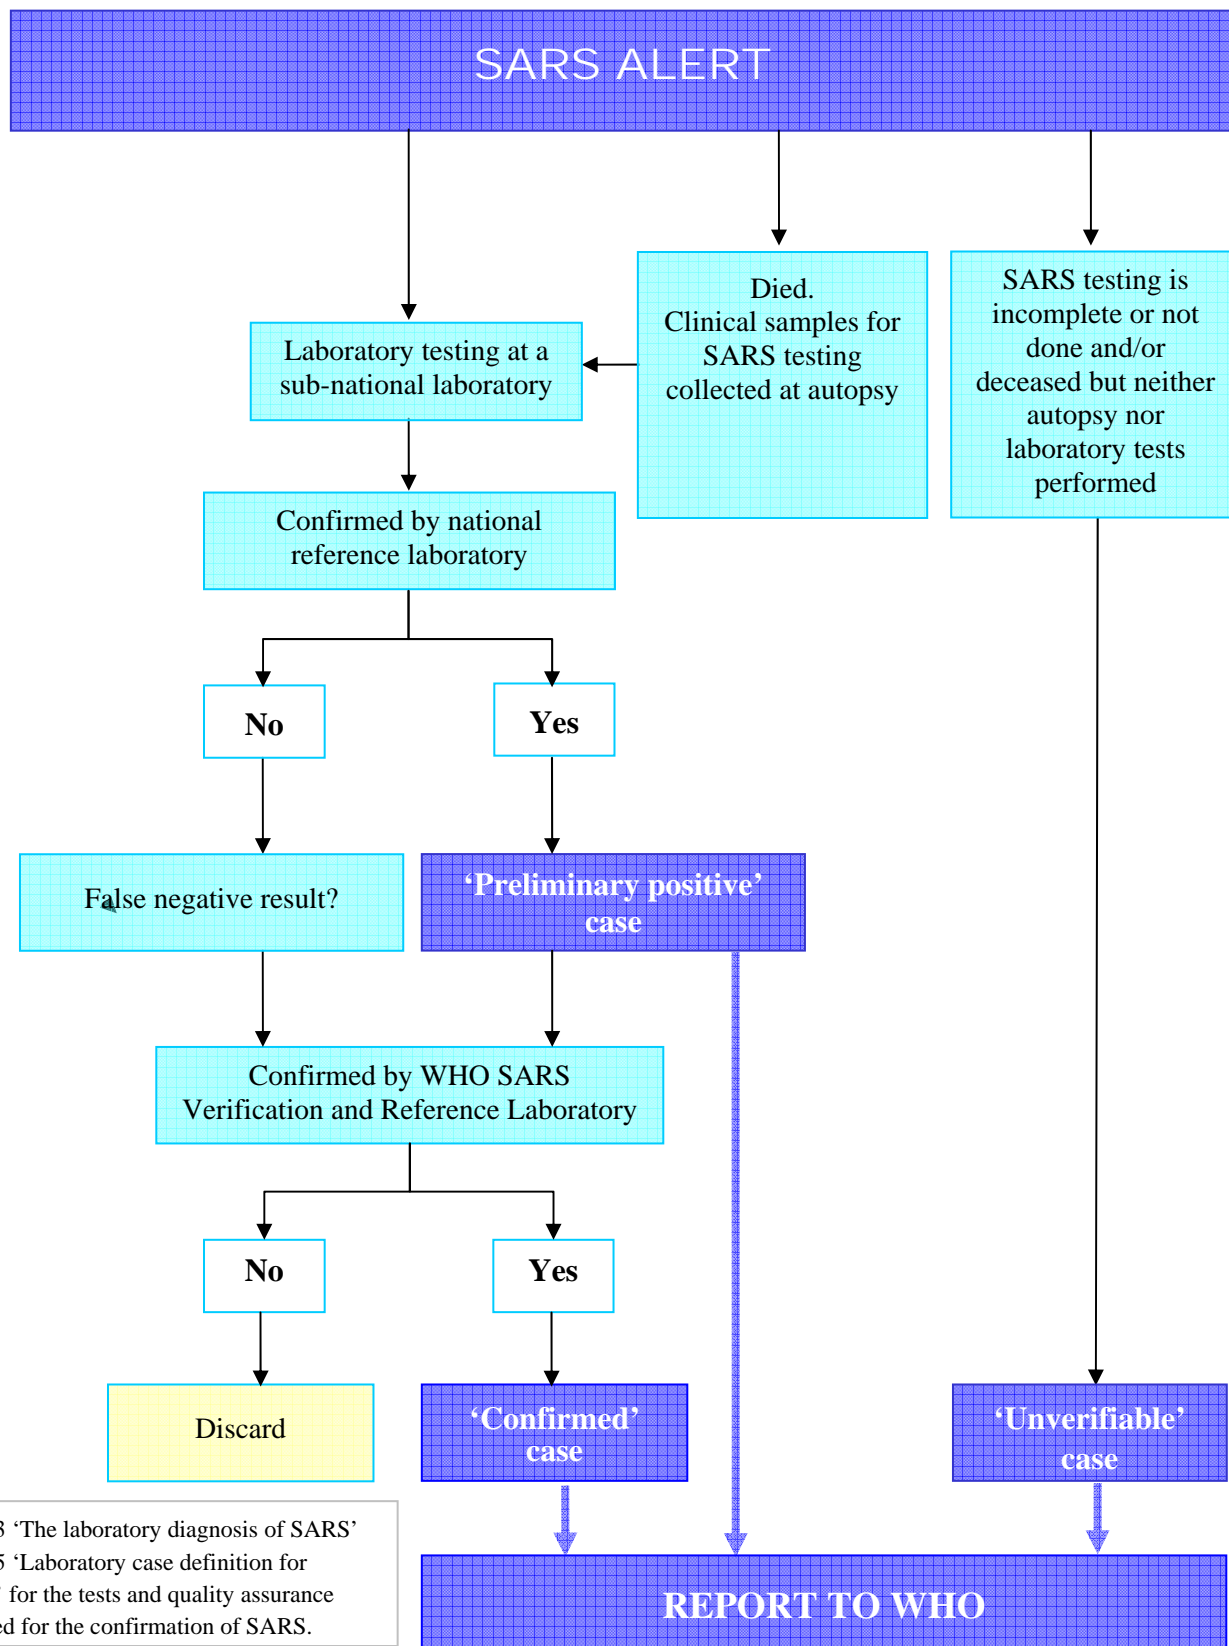 SARS ALERT
Died.
Clinical samples for
SARS testing
collected at autopsy
SARS testing is
incomplete or not
done and/or
deceased but neither
autopsy nor
laboratory tests
performed
Laboratory testing at a
sub-national laboratory
Confirmed by national
reference laboratory
No
Yes
False negative result?
‘Preliminary positive’
case
Confirmed by WHO SARS
Verification and Reference Laboratory
No
Yes
Discard
‘Confirmed’
case
‘Unverifiable’
case
3 ‘The laboratory diagnosis of SARS’
5 ‘Laboratory case definition for
’ for the tests and quality assurance
for the confirmation of SARS.
REPORT TO WHO